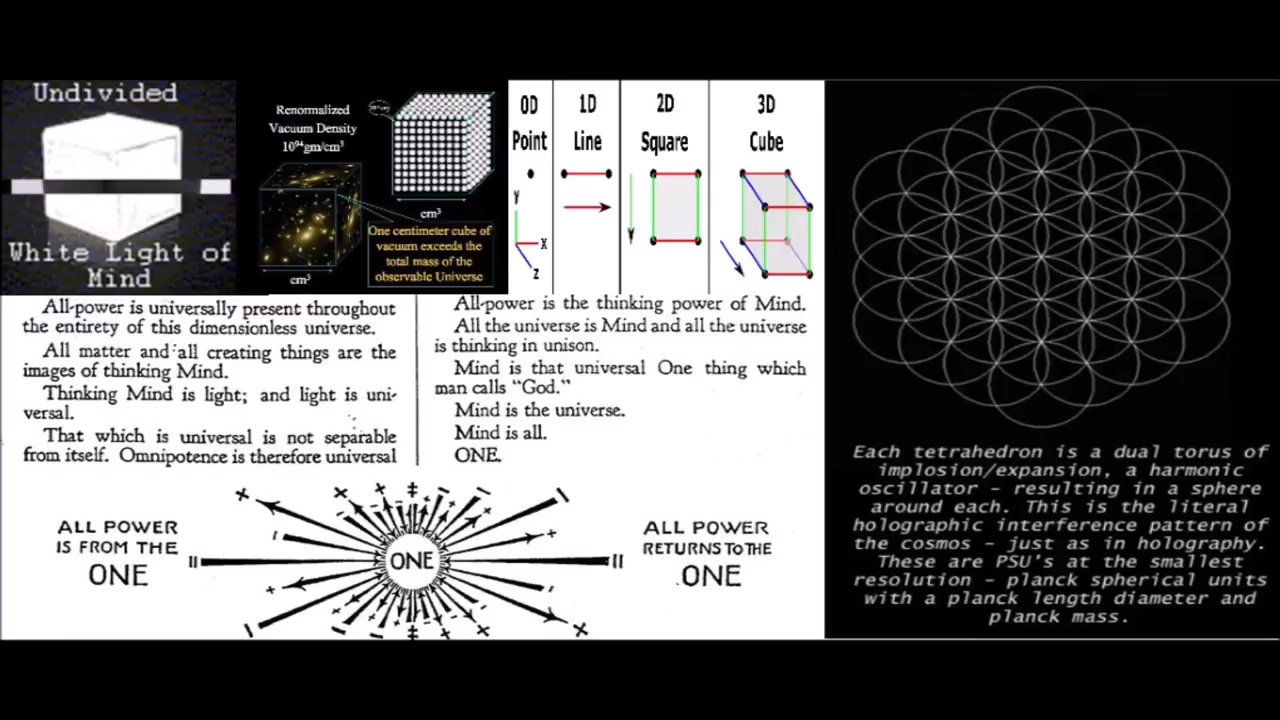 Undivided
White Light of
Mind
Renormalized
Vacuum Density
10⁹⁴gm/cm³
cm³
One centimeter cube of
vacuum exceeds the
total mass of the
observable Universe
cm³
0D
Point
Y
X
Z
1D
Line
2D
Square
3D
Cube
All-power is universally present throughout
the entirety of this dimensionless universe.
All matter and all creating things are the
images of thinking Mind.
Thinking Mind is light; and light is uni-
versal.
That which is universal is not separable
from itself. Omnipotence is therefore universal
All-power is the thinking power of Mind.
All the universe is Mind and all the universe
is thinking in unison.
Mind is that universal One thing which
man calls “God.”
Mind is the universe.
Mind is all.
ONE.
ALL POWER
IS FROM THE
ONE
ONE
ALL POWER
RETURNS TO THE
ONE
Each tetrahedron is a dual torus of
implosion/expansion, a harmonic
oscillator - resulting in a sphere
around each. This is the literal
holographic interference pattern of
the cosmos - just as in holography.
These are PSU's at the smallest
resolution - planck spherical units
with a planck length diameter and
planck mass.